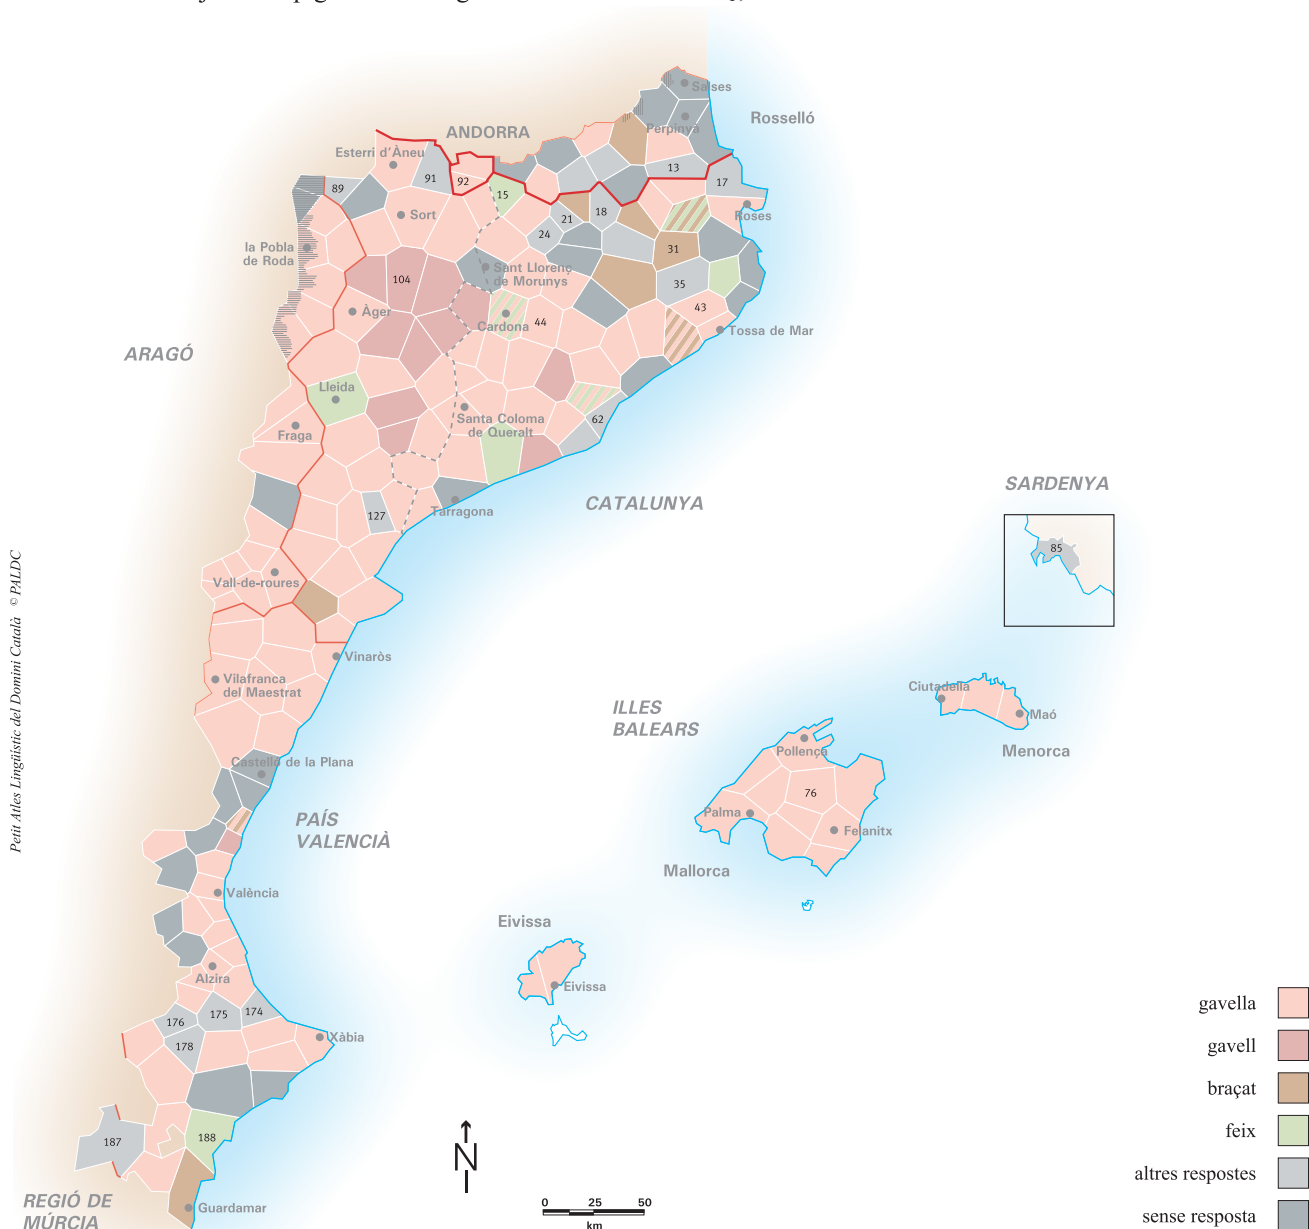 Salses
Rosselló
Perpinyà
ANDORRA
Esterri d'Àneu
13
17
89
91
92
15
21
18
Roses
Sort
24
31
la Pobla
de Roda
Sant Llorenç
de Morunys
104
35
43
Àger
Cardona
44
Tossa de Mar
ARAGÓ
Lleida
Santa Coloma
de Queralt
62
Fraga
SARDENYA
CATALUNYA
Tarragona
127
85
Petit Atles Lingüístic del Domini Català © PALDC
Vall-de-roures
Vinaròs
Vilafranca
del Maestrat
Ciutadella
Maó
Menorca
ILLES
BALEARS
Pollença
Castelló de la Plana
76
Palma
Felanitx
PAÍS
VALENCIÀ
Mallorca
València
Eivissa
Alzira
Eivissa
176
175
174
178
Xàbia
187
188
N
Guardamar
REGIÓ DE
MÚRCIA
0 25 50
km
gavella
gavell
braçat
feix
altres respostes
sense resposta